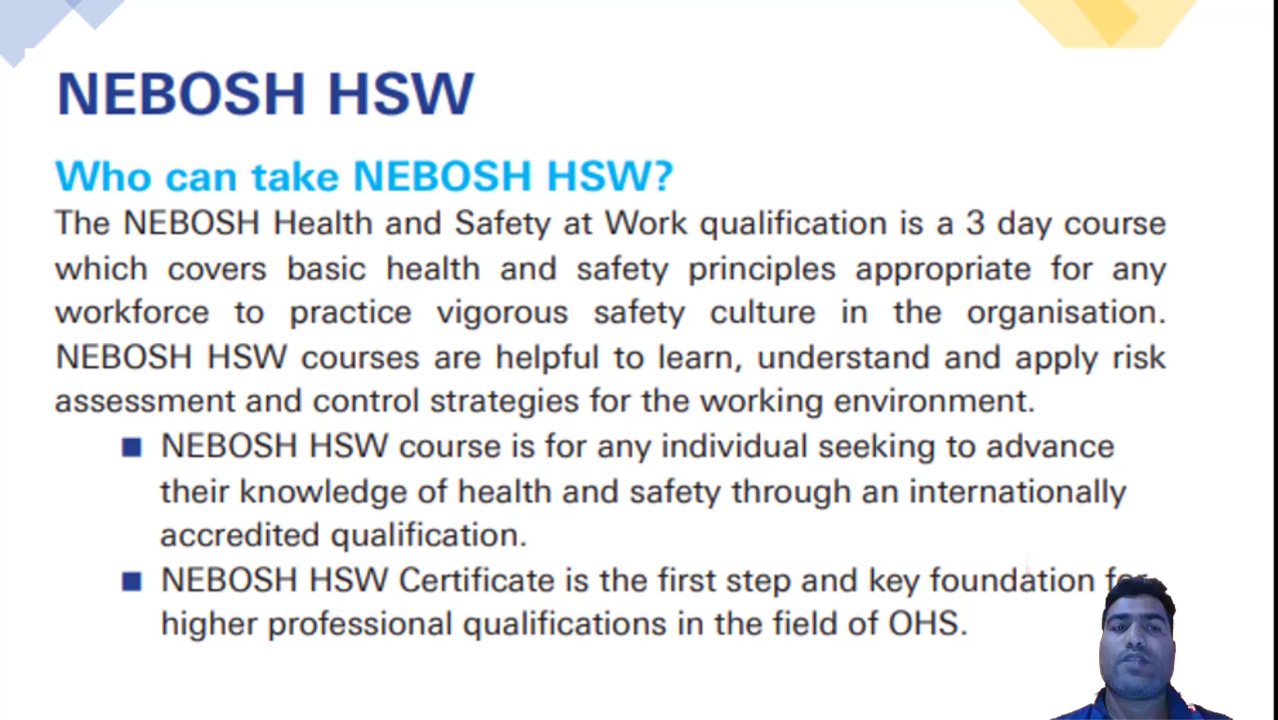 NEBOSH HSW
Who can take NEBOSH HSW?
The NEBOSH Health and Safety at Work qualification is a 3 day course
which covers basic health and safety principles appropriate for any
workforce to practice vigorous safety culture in the organisation.
NEBOSH HSW courses are helpful to learn, understand and apply risk
assessment and control strategies for the working environment.
■ NEBOSH HSW course is for any individual seeking to advance
their knowledge of health and safety through an internationally
accredited qualification.
■ NEBOSH HSW Certificate is the first step and key foundation for
higher professional qualifications in the field of OHS.